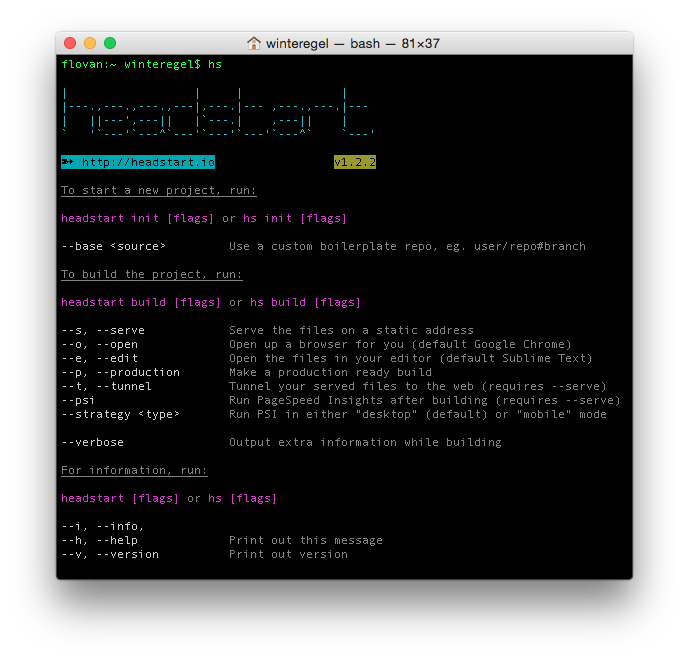 winteregel — bash — 81×37
flovan:~ winteregel$ hs
headstart
➳ http://headstart.io v1.2.2
To start a new project, run:
headstart init [flags] or hs init [flags]
--base <source> Use a custom boilerplate repo, eg. user/repo#branch
To build the project, run:
headstart build [flags] or hs build [flags]
--s, --serve Serve the files on a static address
--o, --open Open up a browser for you (default Google Chrome)
--e, --edit Open the files in your editor (default Sublime Text)
--p, --production Make a production ready build
--t, --tunnel Tunnel your served files to the web (requires --serve)
--psi Run PageSpeed Insights after building (requires --serve)
--strategy <type> Run PSI in either "desktop" (default) or "mobile" mode
--verbose Output extra information while building
For information, run:
headstart [flags] or hs [flags]
--i, --info,
--h, --help Print out this message
--v, --version Print out version